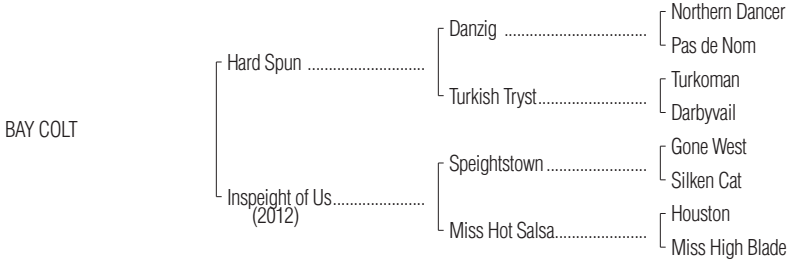 Northern Dancer
Danzig ..................................
Pas de Nom
Hard Spun ............................
Turkoman
Turkish Tryst..........................
Darbyvail
BAY COLT
Gone West
Speightstown ........................
Silken Cat
Inspeight of Us......................
(2012)
Houston
Miss Hot Salsa......................
Miss High Blade